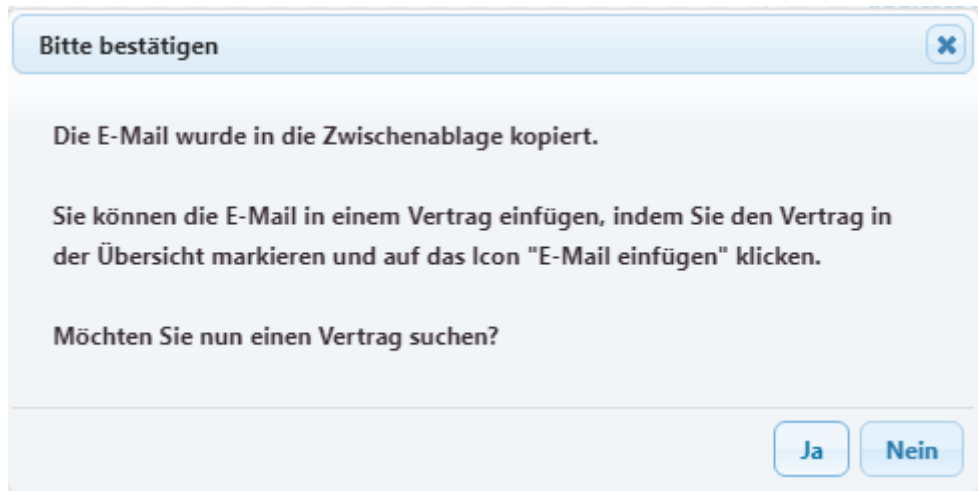 Bitte bestätigen
Die E-Mail wurde in die Zwischenablage kopiert.
Sie können die E-Mail in einem Vertrag einfügen, indem Sie den Vertrag in
der Übersicht markieren und auf das Icon "E-Mail einfügen" klicken.
Möchten Sie nun einen Vertrag suchen?
Ja Nein